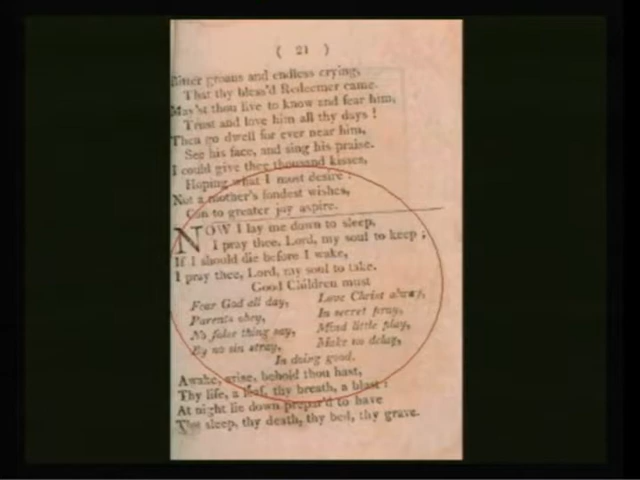 ( 21 )
Bitter groans and endless crying,
That thy bless'd Redeemer came.
May'st thou live to know and fear him,
Trust and love him all thy days!
Then go dwell for ever near him,
See his face, and sing his praise.
I could give thee thousand kisses,
Hoping what I most desire:
Not a mother's fondest wishes,
Can to greater joy aspire.
NOW I lay me down to sleep,
I pray thee, Lord, my soul to keep;
If I should die before I wake,
I pray thee, Lord, my soul to take.
Good Children must
Fear God all day, Love Christ alway,
Parents obey, In secret pray,
No false thing say, Mind little play,
By no sin stray, Make no delay,
In doing good.
Awake, arise, behold thou hast,
Thy life, a leaf, thy breath, a blast:
At night lie down prepar'd to have
Thy sleep, thy death, thy bed, thy grave.